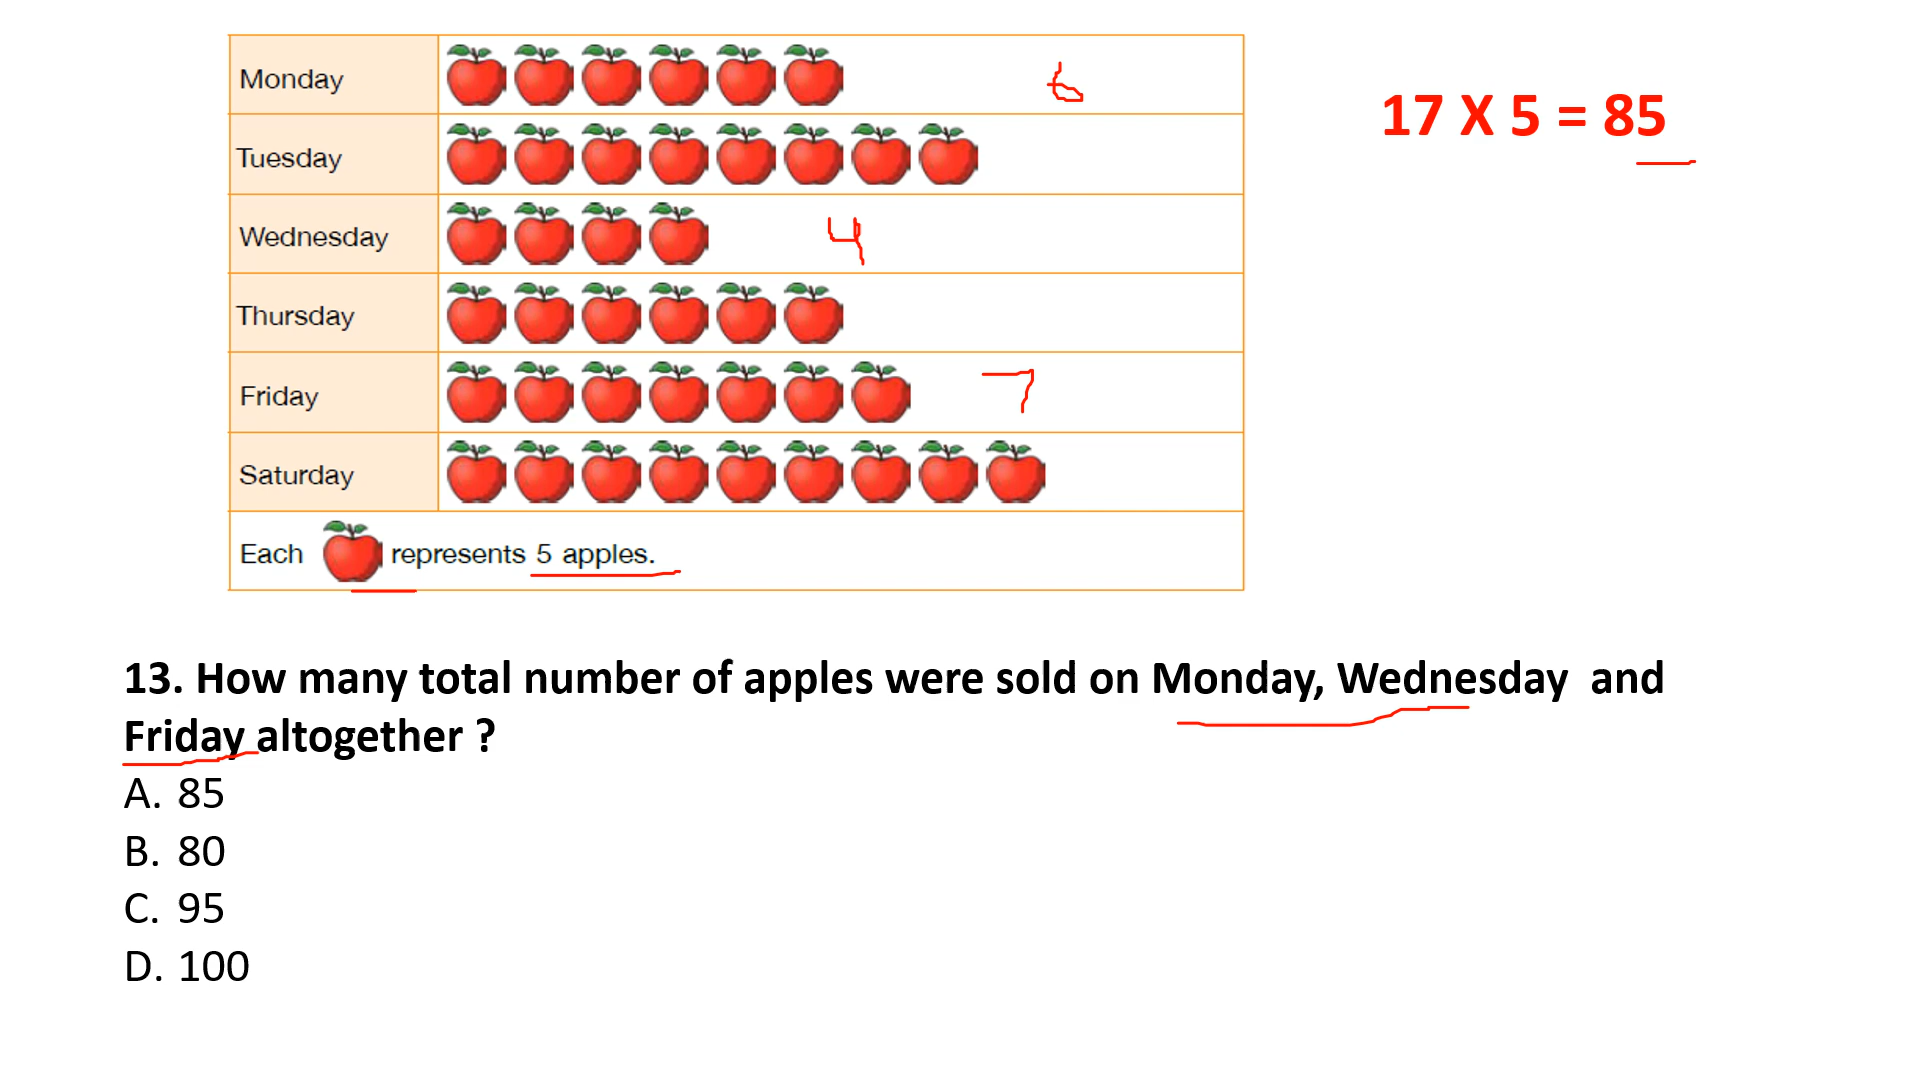 Monday 6
17 X 5 = 85
Tuesday
Wednesday 4
Thursday
Friday 7
Saturday
Each represents 5 apples.
13. How many total number of apples were sold on Monday, Wednesday and
Friday altogether ?
A. 85
B. 80
C. 95
D. 100